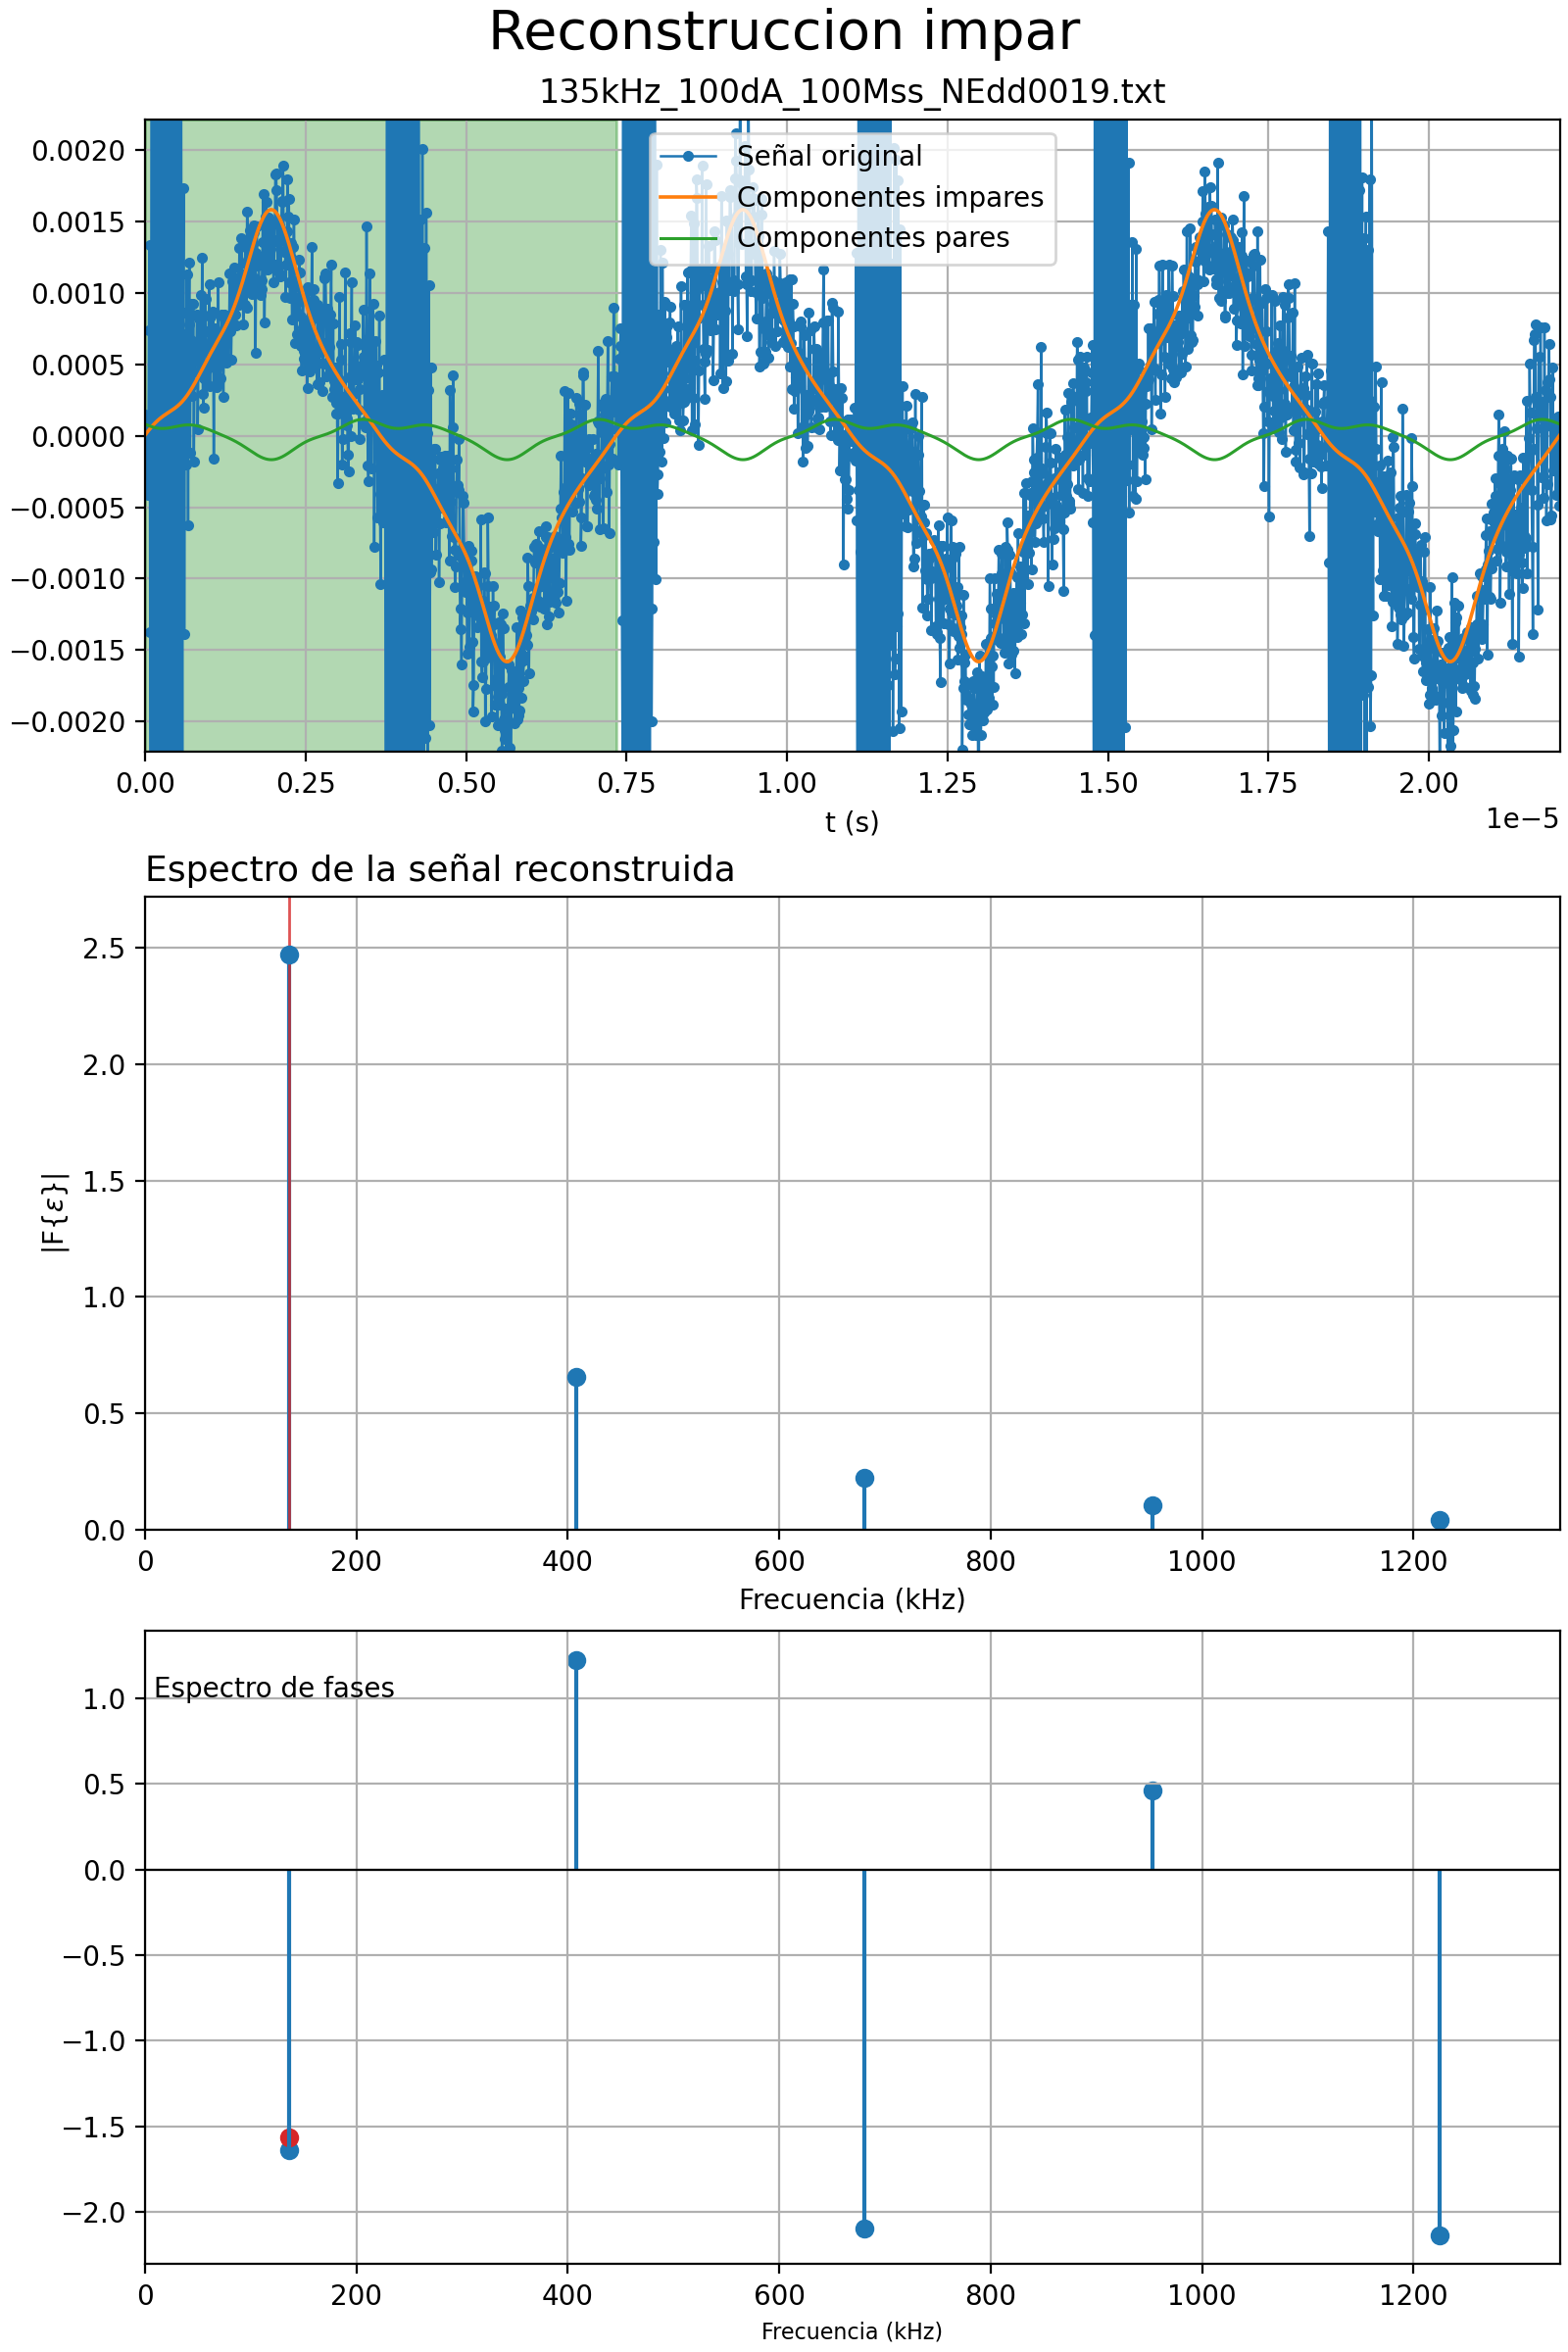 Reconstruccion impar
135kHz_100dA_100Mss_NEdd0019.txt
0.0020
0.0015
0.0010
0.0005
0.0000
−0.0005
−0.0010
−0.0015
−0.0020
Señal original
Componentes impares
Componentes pares
0.00 0.25 0.50 0.75 1.00 1.25 1.50 1.75 2.00
t (s)
1e−5
Espectro de la señal reconstruida
2.5
2.0
1.5
1.0
0.5
0.0
|F{ε}|
0 200 400 600 800 1000 1200
Frecuencia (kHz)
Espectro de fases
1.0
0.5
0.0
−0.5
−1.0
−1.5
−2.0
0 200 400 600 800 1000 1200
Frecuencia (kHz)